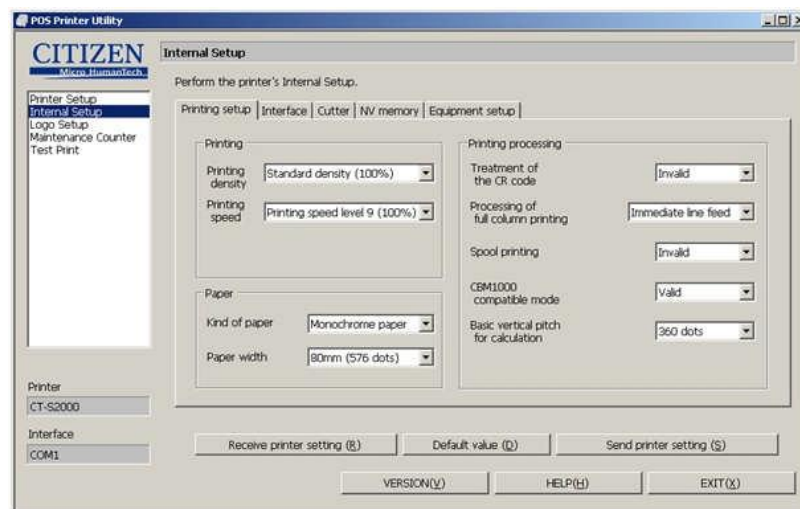 POS Printer Utility
CITIZEN
Micro HumanTech
Internal Setup
Perform the printer's Internal Setup.
Printer Setup
Internal Setup
Logo Setup
Maintenance Counter
Test Print
Printing setup Interface Cutter NV memory Equipment setup
Printing
Printing
density
Standard density (100%)
Printing
speed
Printing speed level 9 (100%)
Paper
Kind of paper
Monochrome paper
Paper width
80mm (576 dots)
Printing processing
Treatment of
the CR code
Invalid
Processing of
full column printing
Immediate line feed
Spool printing
Invalid
CBM1000
compatible mode
Valid
Basic vertical pitch
for calculation
360 dots
Printer
CT-S2000
Interface
COM1
Receive printer setting (R) Default value (D) Send printer setting (S)
VERSION(V) HELP(H) EXIT(X)